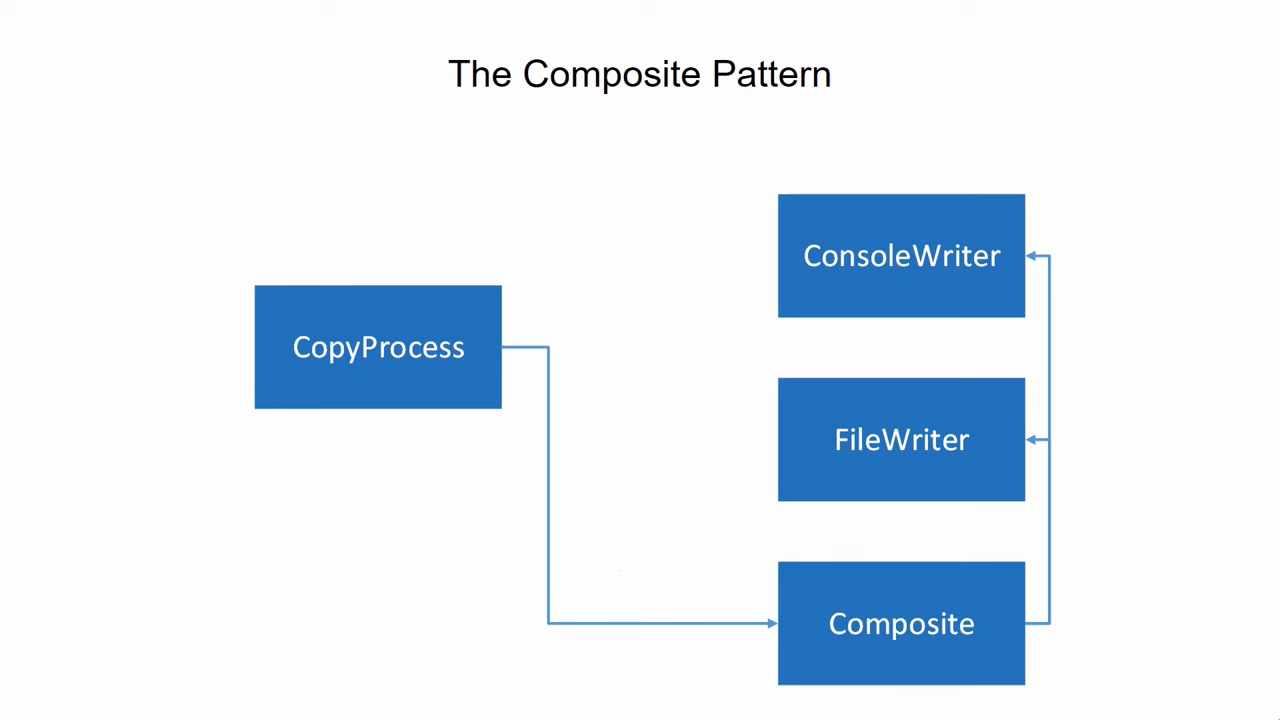 The Composite Pattern
ConsoleWriter
CopyProcess
FileWriter
Composite